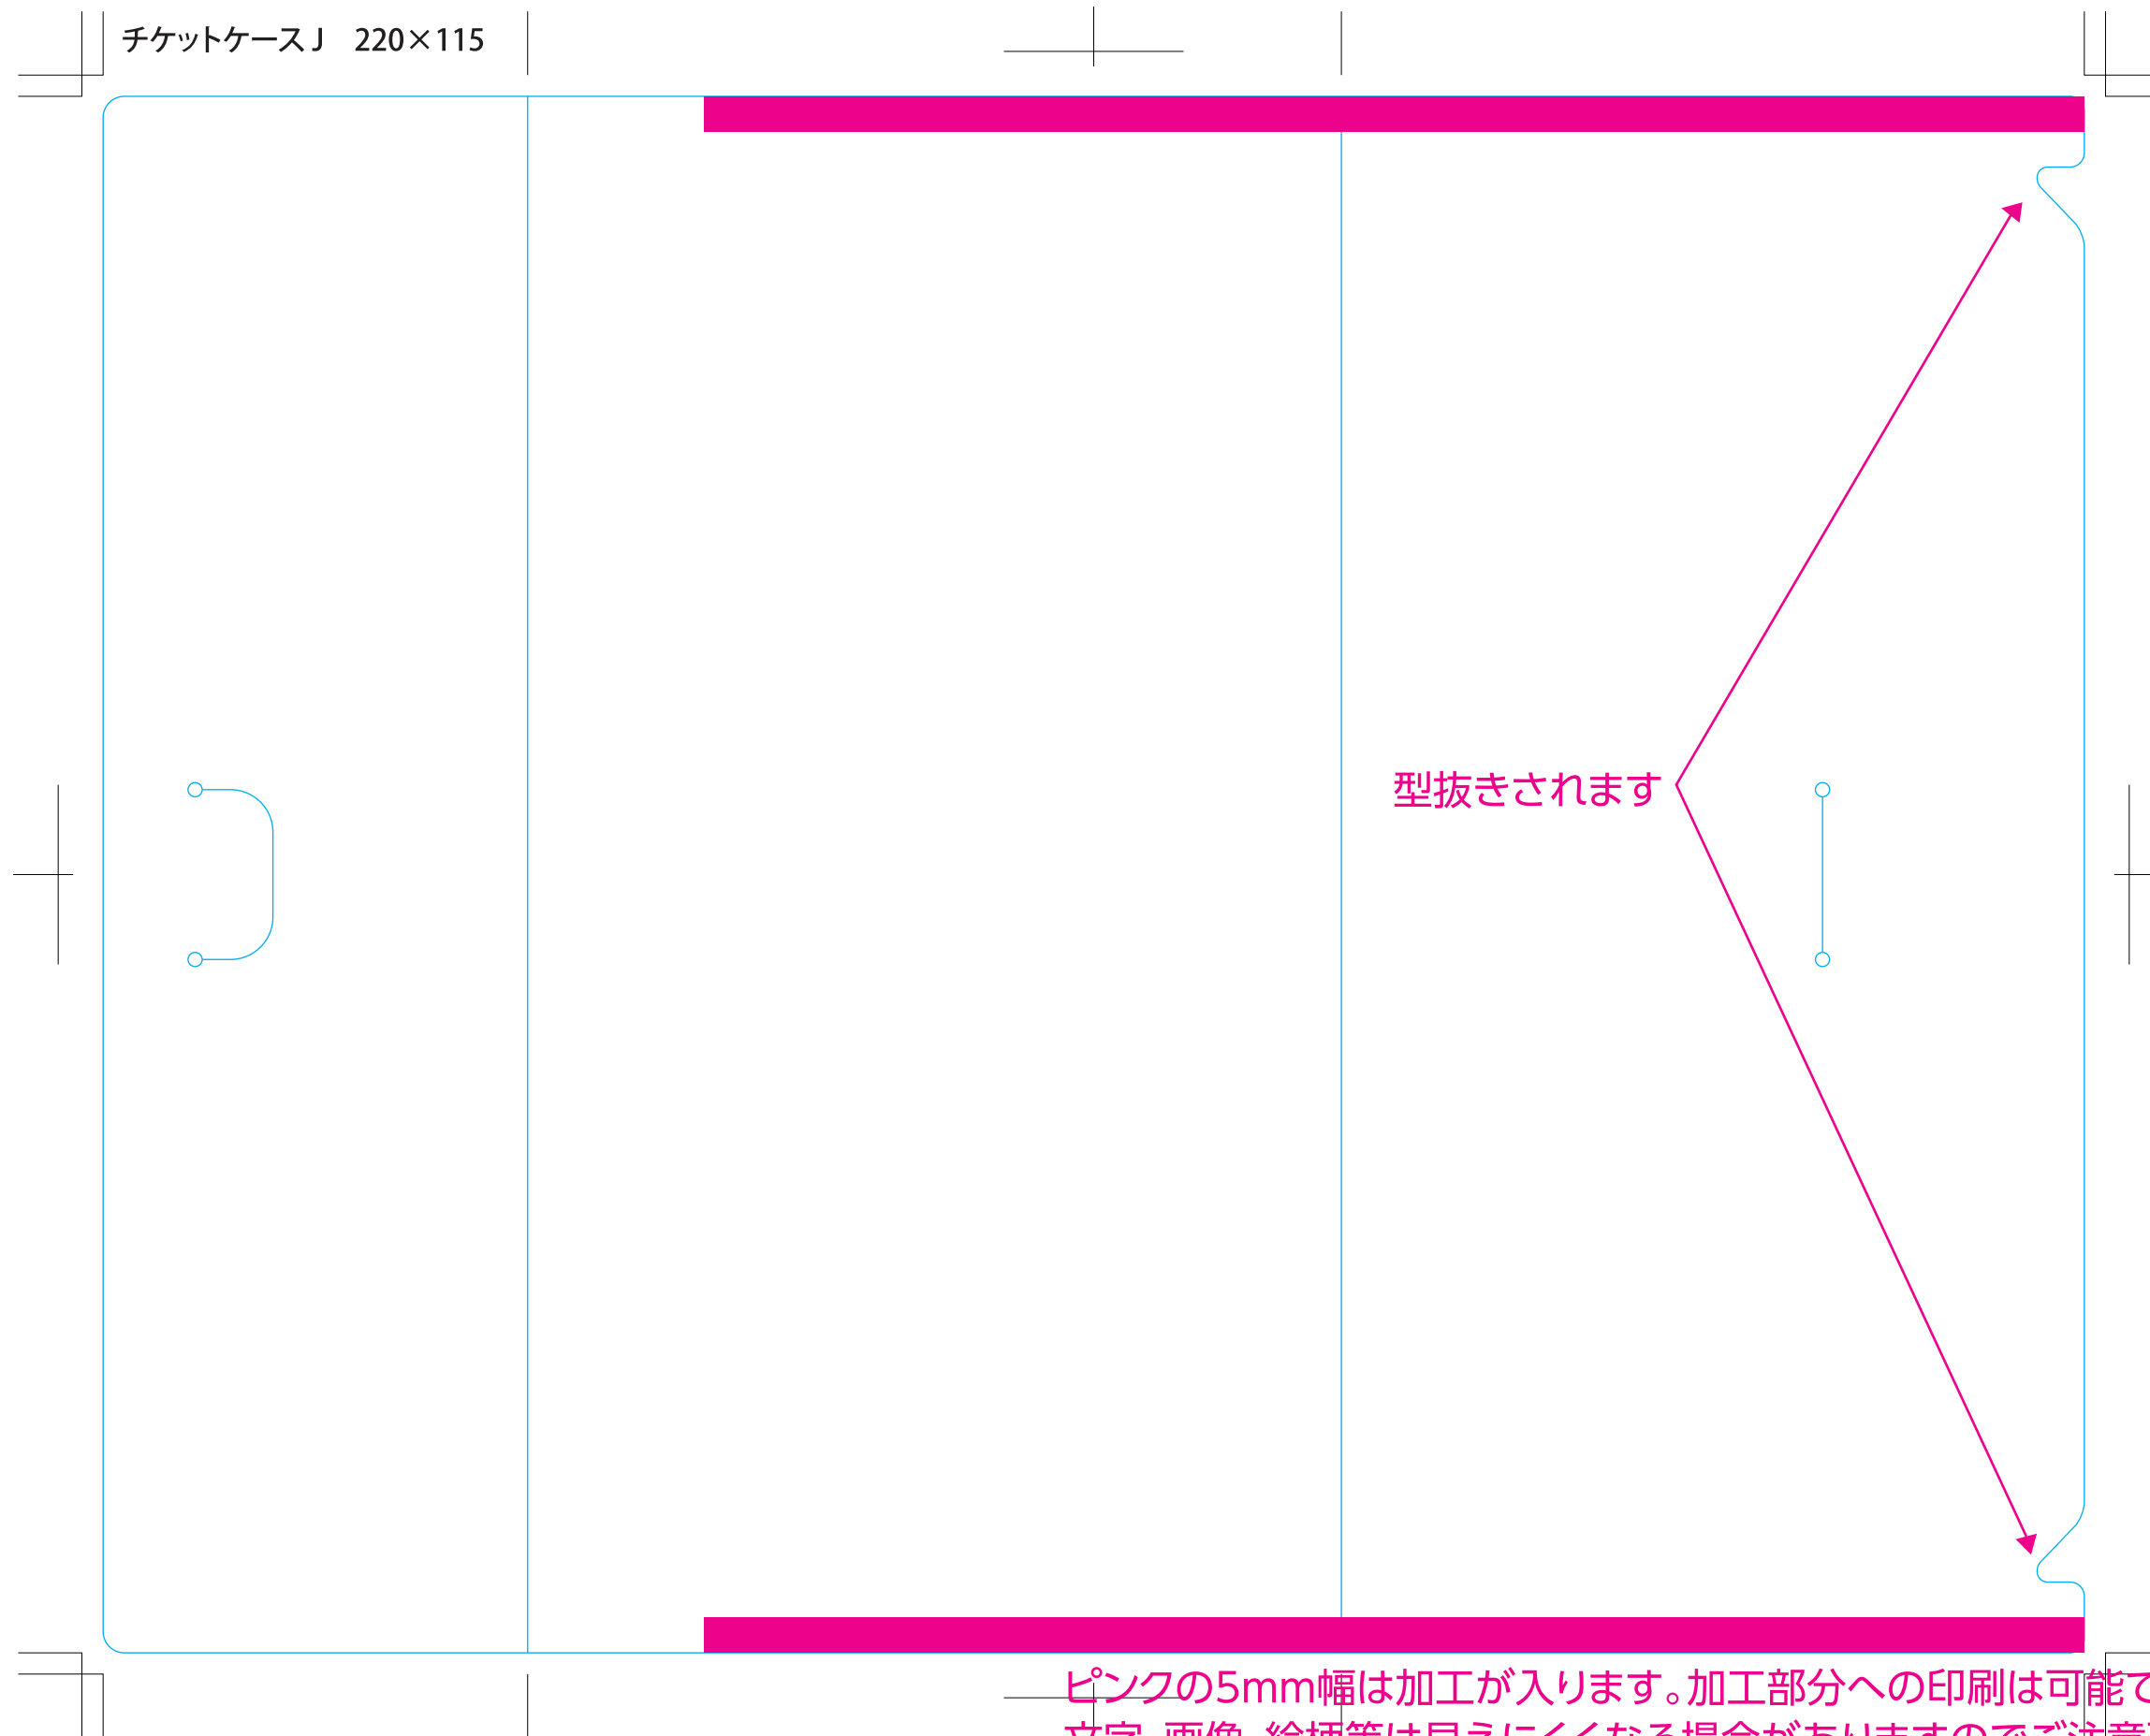 チケットケースJ　220×115
型抜きされます
ピンクの5mm幅は加工が入ります。加工部分への印刷は可能で